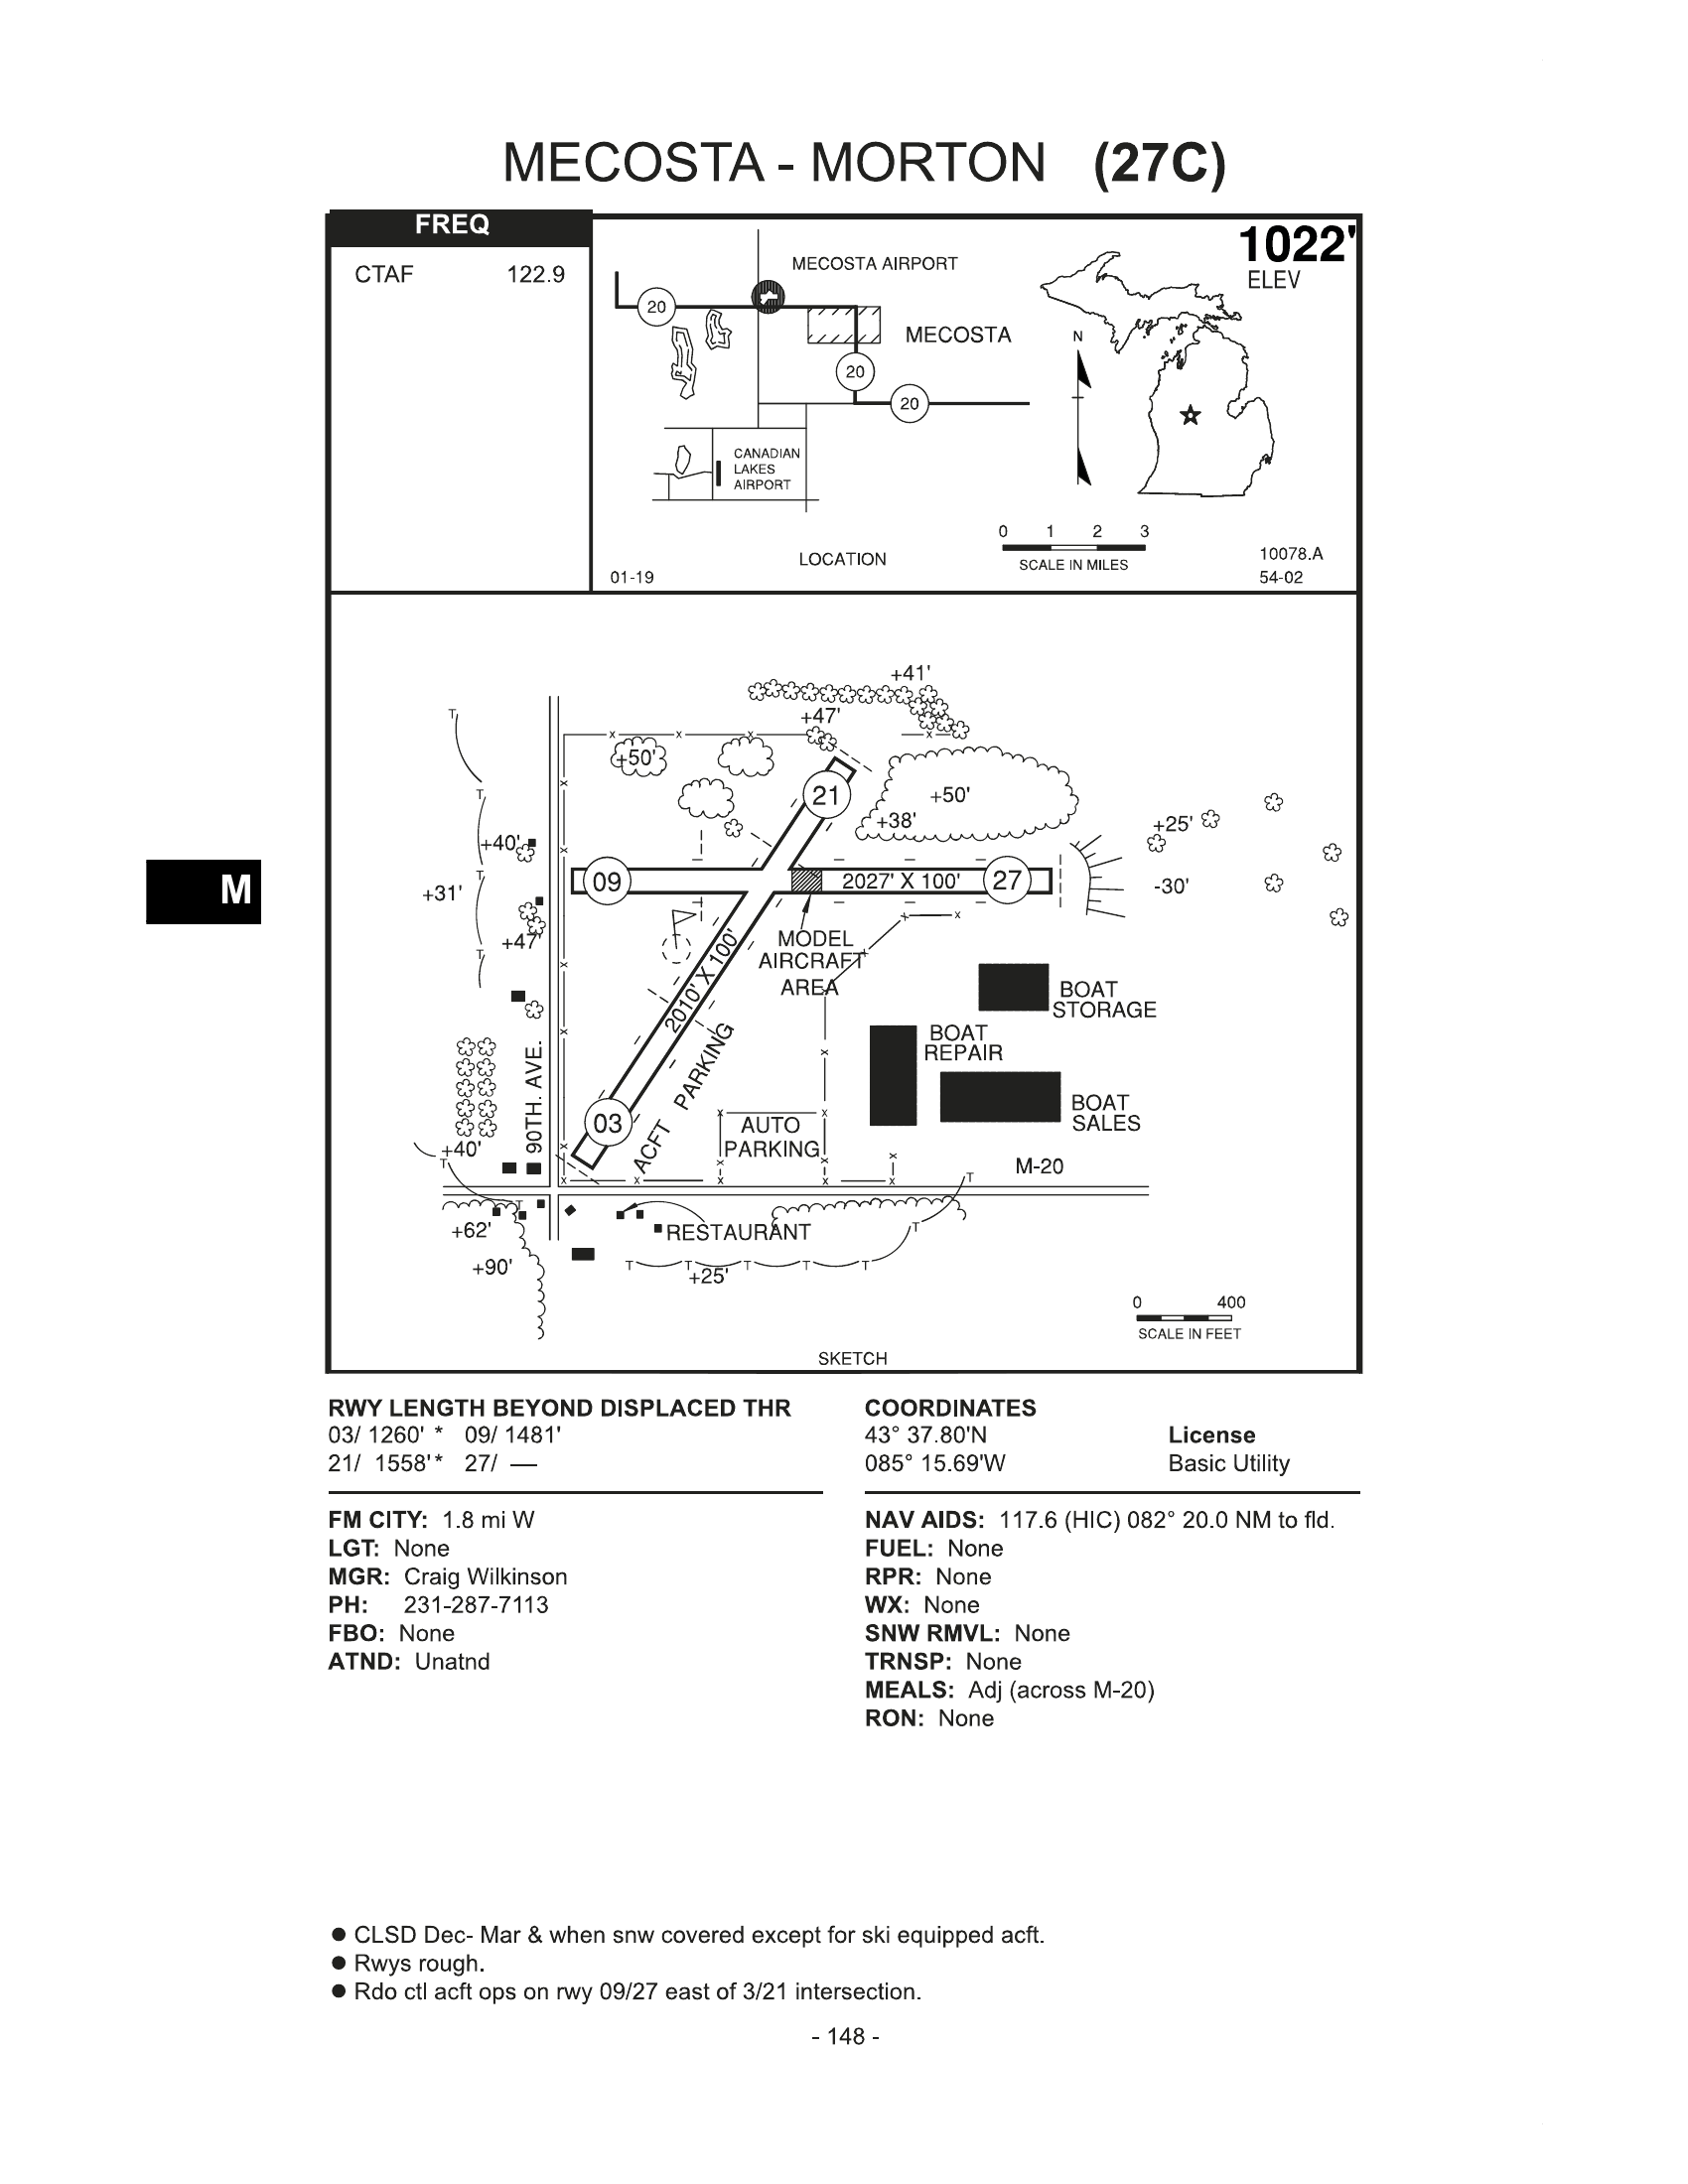 MECOSTA - MORTON (27C)
FREQ
CTAF 122.9
1022'
ELEV
MECOSTA AIRPORT
20
MECOSTA
N
20
20
CANADIAN
LAKES
AIRPORT
0 1 2 3
SCALE IN MILES
LOCATION
01-19
10078.A
54-02
+41'
+47'
T
+50'
21
+50'
+38'
+25'
T
+40'
T
09
2027' X 100'
27
-30'
+31'
+47'
T
MODEL
AIRCRAFT
AREA
2010' X 100'
BOAT
STORAGE
BOAT
REPAIR
BOAT
SALES
ACFT PARKING
90TH. AVE.
03
AUTO
PARKING
+40'
T
M-20
T
T
+62'
RESTAURANT
T
+90'
T T T T T
+25'
0 400
SCALE IN FEET
SKETCH
M
RWY LENGTH BEYOND DISPLACED THR
03/ 1260' * 09/ 1481'
21/ 1558'* 27/ —
COORDINATES
43° 37.80'N
085° 15.69'W
License
Basic Utility
FM CITY: 1.8 mi W
LGT: None
MGR: Craig Wilkinson
PH: 231-287-7113
FBO: None
ATND: Unatnd
NAV AIDS: 117.6 (HIC) 082° 20.0 NM to fld.
FUEL: None
RPR: None
WX: None
SNW RMVL: None
TRNSP: None
MEALS: Adj (across M-20)
RON: None
● CLSD Dec- Mar & when snw covered except for ski equipped acft.
● Rwys rough.
● Rdo ctl acft ops on rwy 09/27 east of 3/21 intersection.
- 148 -